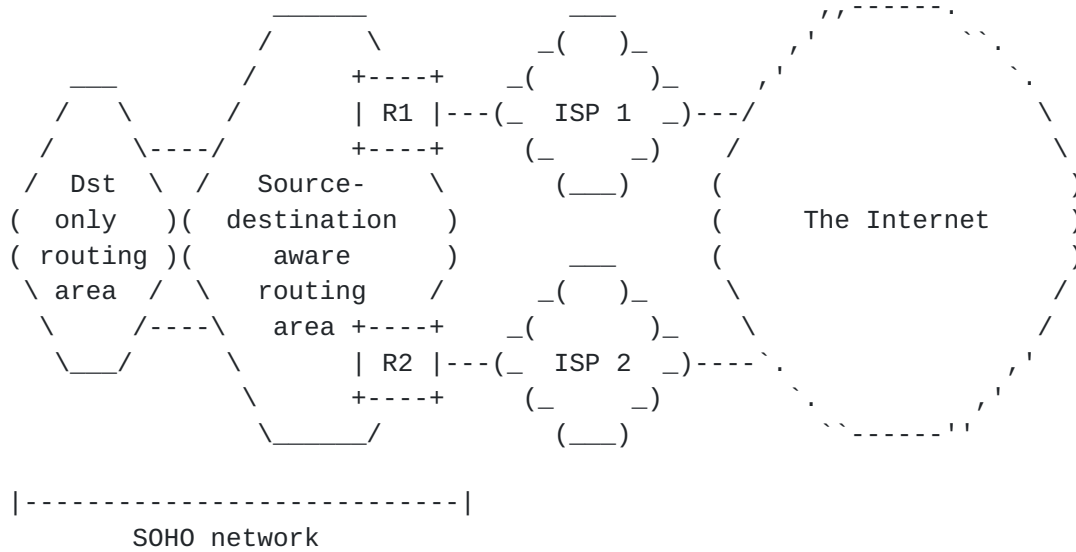 R1
ISP 1
Dst Source-
only destination The Internet
routing aware
area routing
area
R2
ISP 2
SOHO network